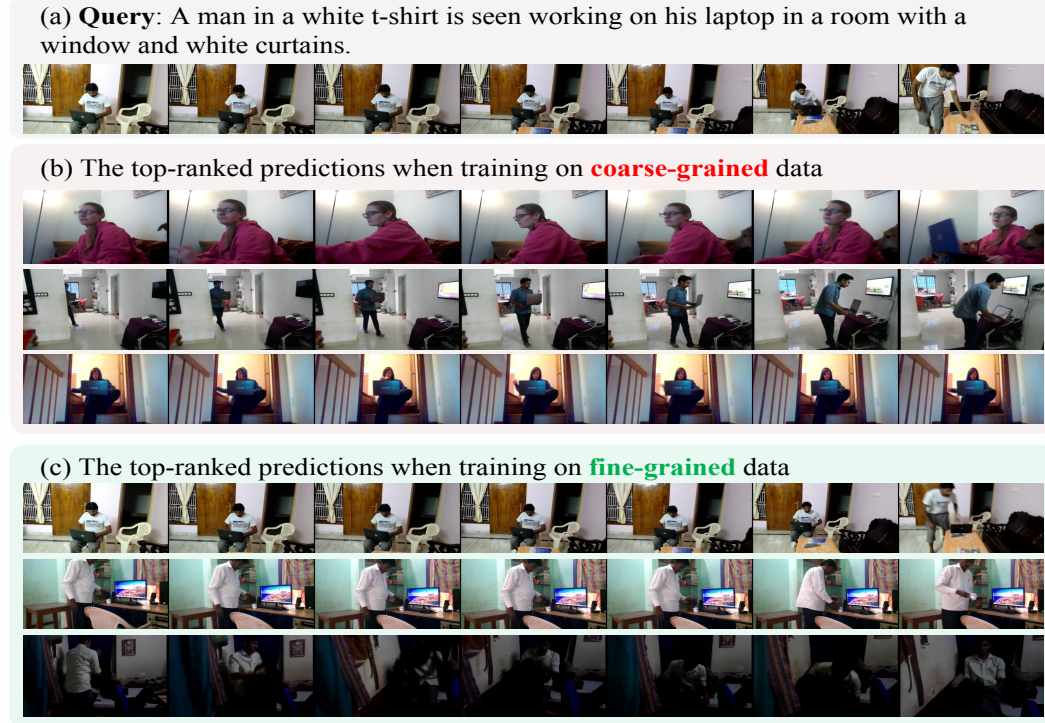 (a) Query: A man in a white t-shirt is seen working on his laptop in a room with a
window and white curtains.
(b) The top-ranked predictions when training on coarse-grained data
(c) The top-ranked predictions when training on fine-grained data